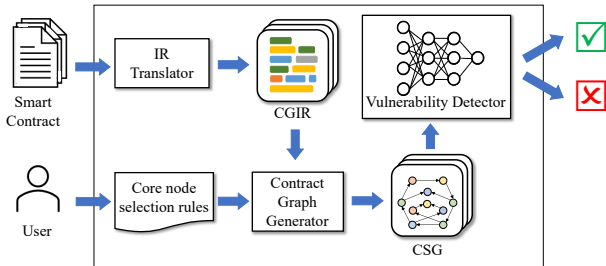 Smart
Contract
IR
Translator
CGIR
Vulnerability Detector
User
Core node
selection rules
Contract
Graph
Generator
CSG